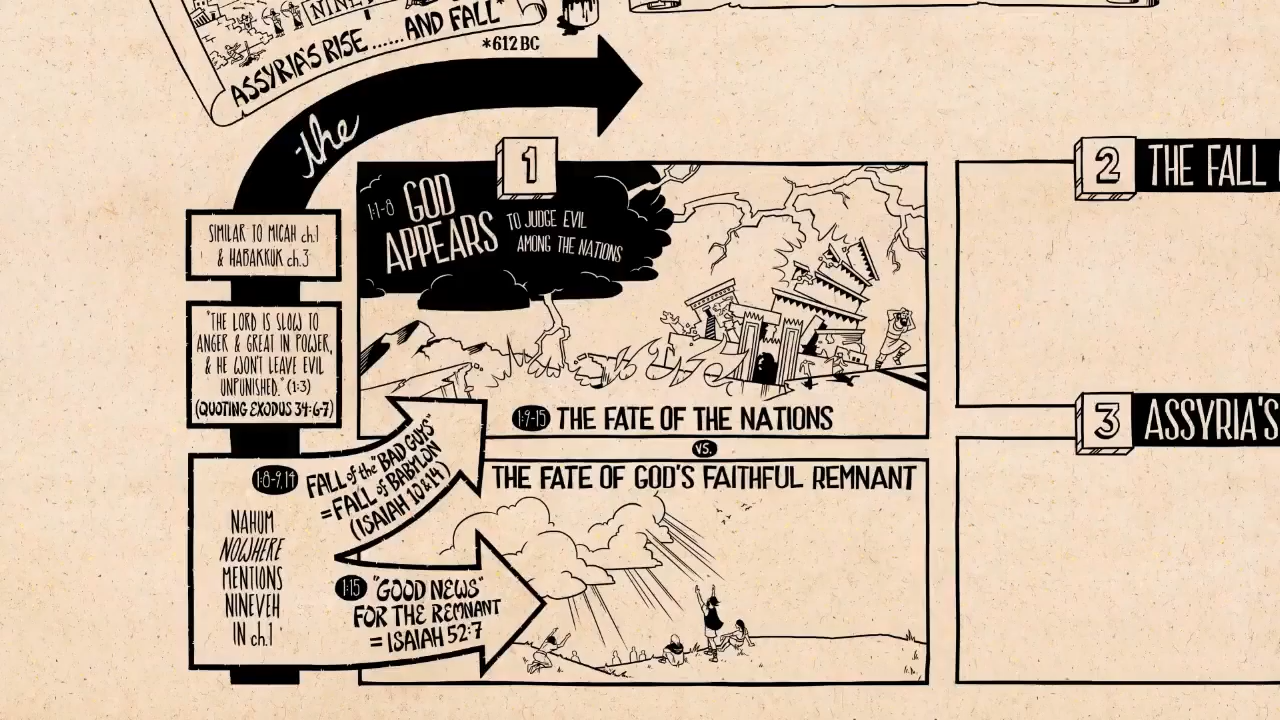 ASSYRIA'S RISE ...... AND FALL*
*612 BC
the
1
1:1-8 GOD
APPEARS
TO JUDGE EVIL
AMONG THE NATIONS
SIMILAR TO MICAH ch.1
& HABAKKUK ch.3
"THE LORD IS SLOW TO
ANGER & GREAT IN POWER,
& HE WON'T LEAVE EVIL
UNPUNISHED." (1:3)
(QUOTING EXODUS 34:6-7)
1:9-15 THE FATE OF THE NATIONS
VS.
THE FATE OF GOD'S FAITHFUL REMNANT
1:8-9, 14
FALL of the "BAD GUYS"
=FALL of BABYLON
(ISAIAH 10 & 14)
NAHUM
NOWHERE
MENTIONS
NINEVEH
IN ch.1
1:15 "GOOD NEWS"
FOR THE REMNANT
= ISAIAH 52:7
2 THE FALL
3 ASSYRIA'S